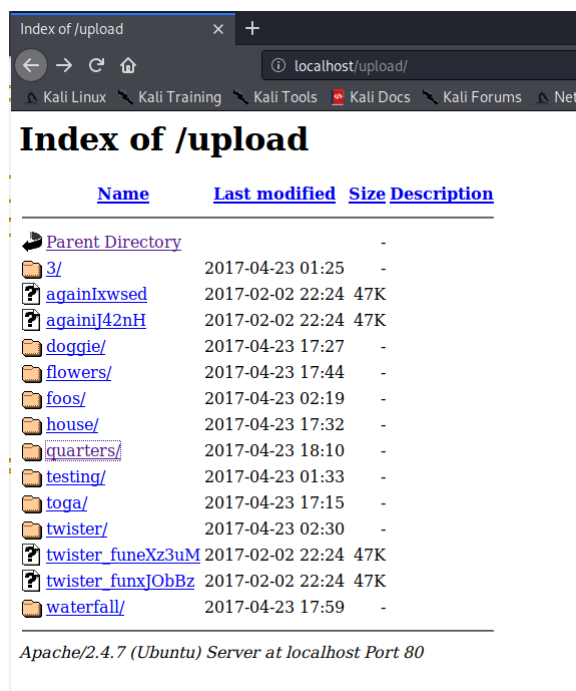 Index of /upload
localhost/upload/
Kali Linux Kali Training Kali Tools Kali Docs Kali Forums Net
Index of /upload
Name Last modified Size Description
Parent Directory -
3/ 2017-04-23 01:25 -
againIxwsed 2017-02-02 22:24 47K
againiJ42nH 2017-02-02 22:24 47K
doggie/ 2017-04-23 17:27 -
flowers/ 2017-04-23 17:44 -
foos/ 2017-04-23 02:19 -
house/ 2017-04-23 17:32 -
quarters/ 2017-04-23 18:10 -
testing/ 2017-04-23 01:33 -
toga/ 2017-04-23 17:15 -
twister/ 2017-04-23 02:30 -
twister_funeXz3uM 2017-02-02 22:24 47K
twister_funxJObBz 2017-02-02 22:24 47K
waterfall/ 2017-04-23 17:59 -
Apache/2.4.7 (Ubuntu) Server at localhost Port 80